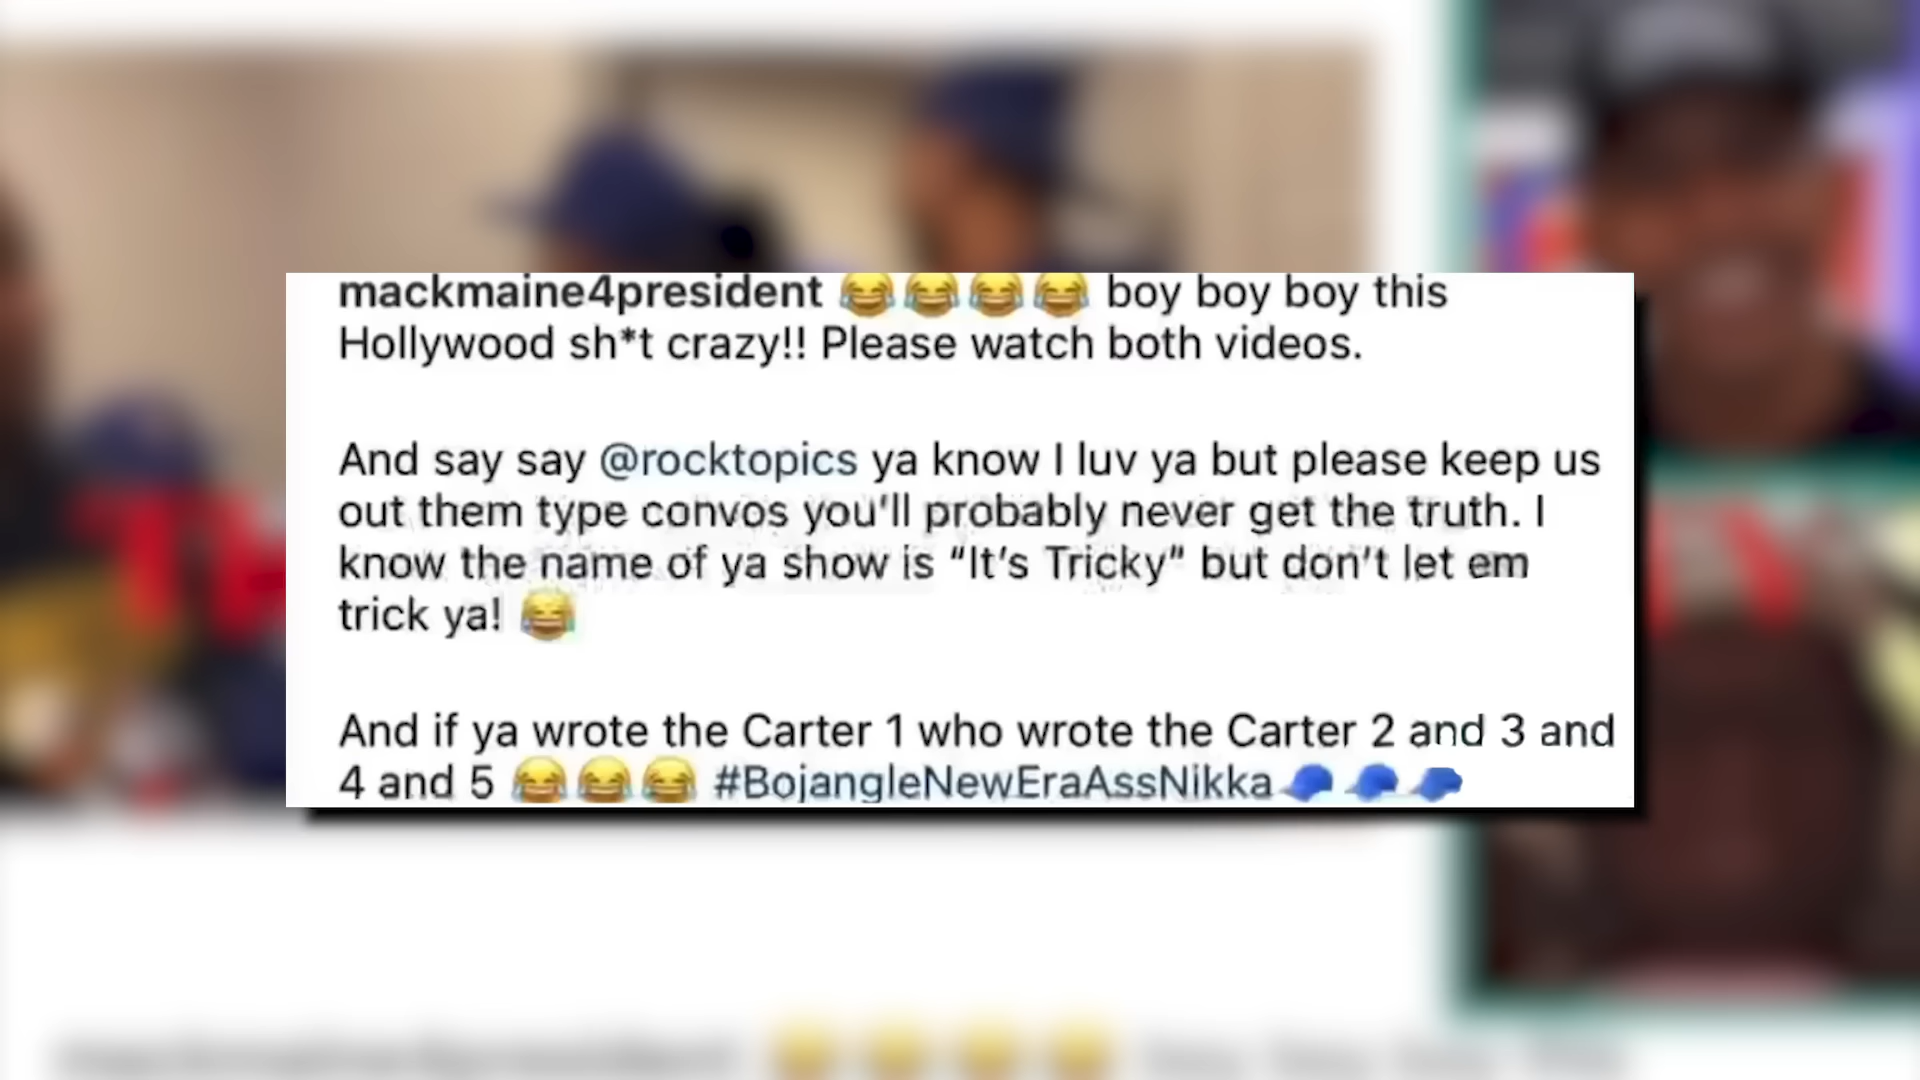 mackmaine4president 😂😂😂😂 boy boy boy this
Hollywood sh*t crazy!! Please watch both videos.
And say say @rocktopics ya know I luv ya but please keep us
out them type convos you'll probably never get the truth. I
know the name of ya show is "It's Tricky" but don't let em
trick ya! 😂
And if ya wrote the Carter 1 who wrote the Carter 2 and 3 and
4 and 5 😂😂😂 #BojangleNewEraAssNikka🧢🧢🧢